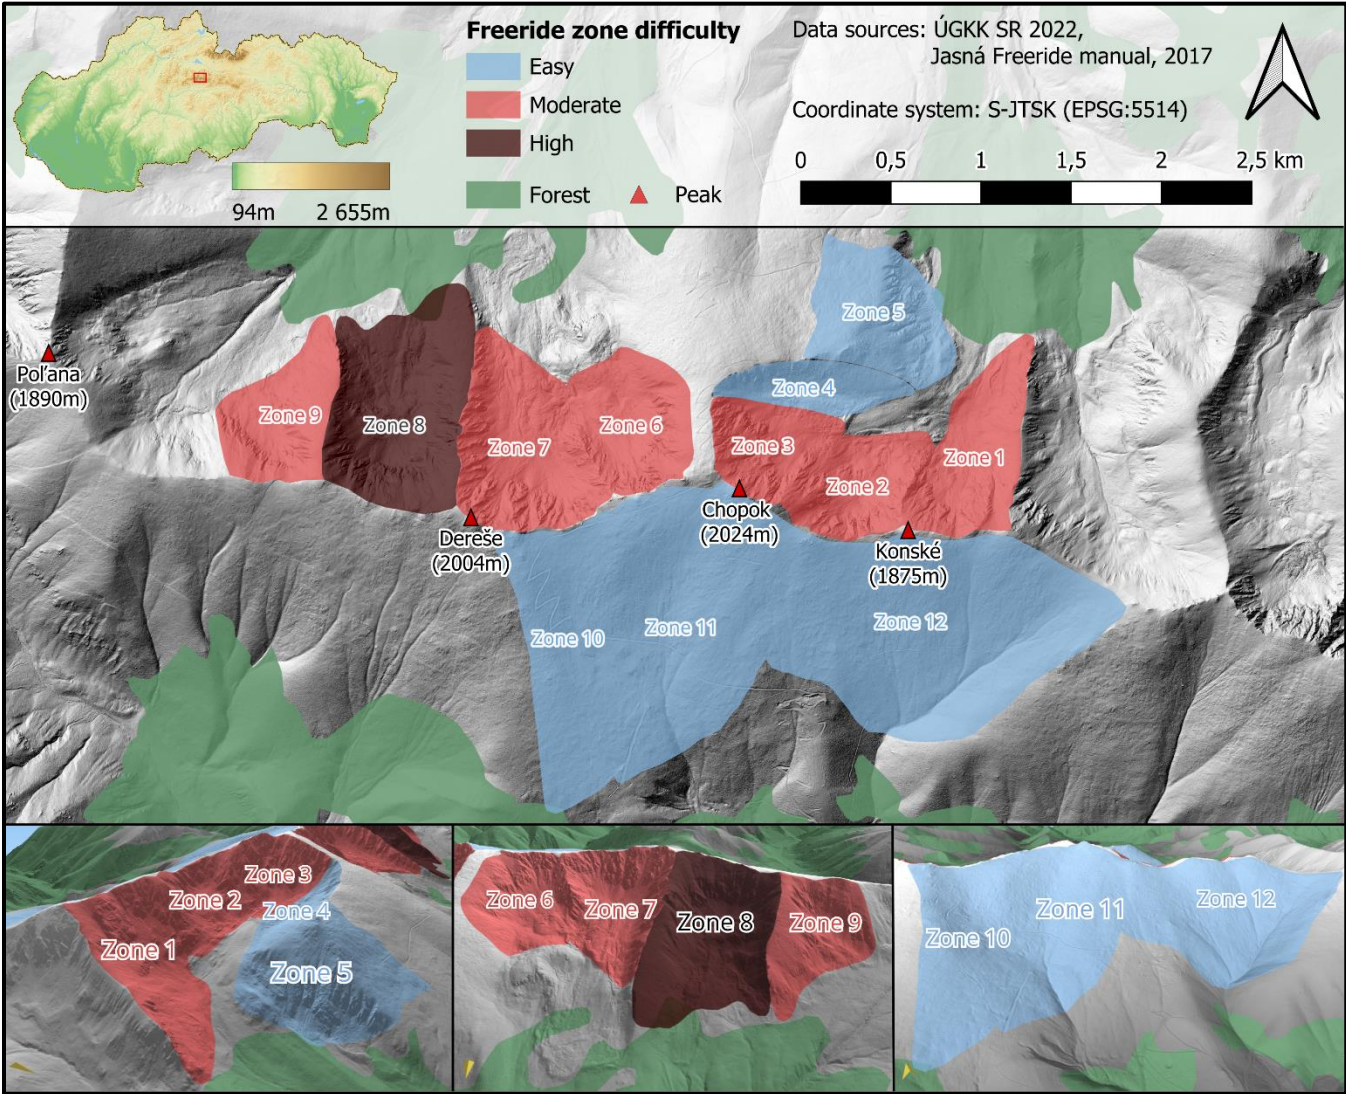 94m
2 655m
Freeride zone difficulty
Easy
Moderate
High
Forest
Peak
Data sources: ÚGKK SR 2022,
Jasná Freeride manual, 2017
Coordinate system: S-JTSK (EPSG:5514)
0 0,5 1 1,5 2 2,5 km
Poľana
(1890m)
Zone 9
Zone 8
Zone 7
Zone 6
Zone 5
Zone 4
Zone 3
Zone 2
Zone 1
Dereše
(2004m)
Chopok
(2024m)
Konské
(1875m)
Zone 10
Zone 11
Zone 12
Zone 3
Zone 2
Zone 4
Zone 1
Zone 5
Zone 6
Zone 7
Zone 8
Zone 9
Zone 10
Zone 11
Zone 12